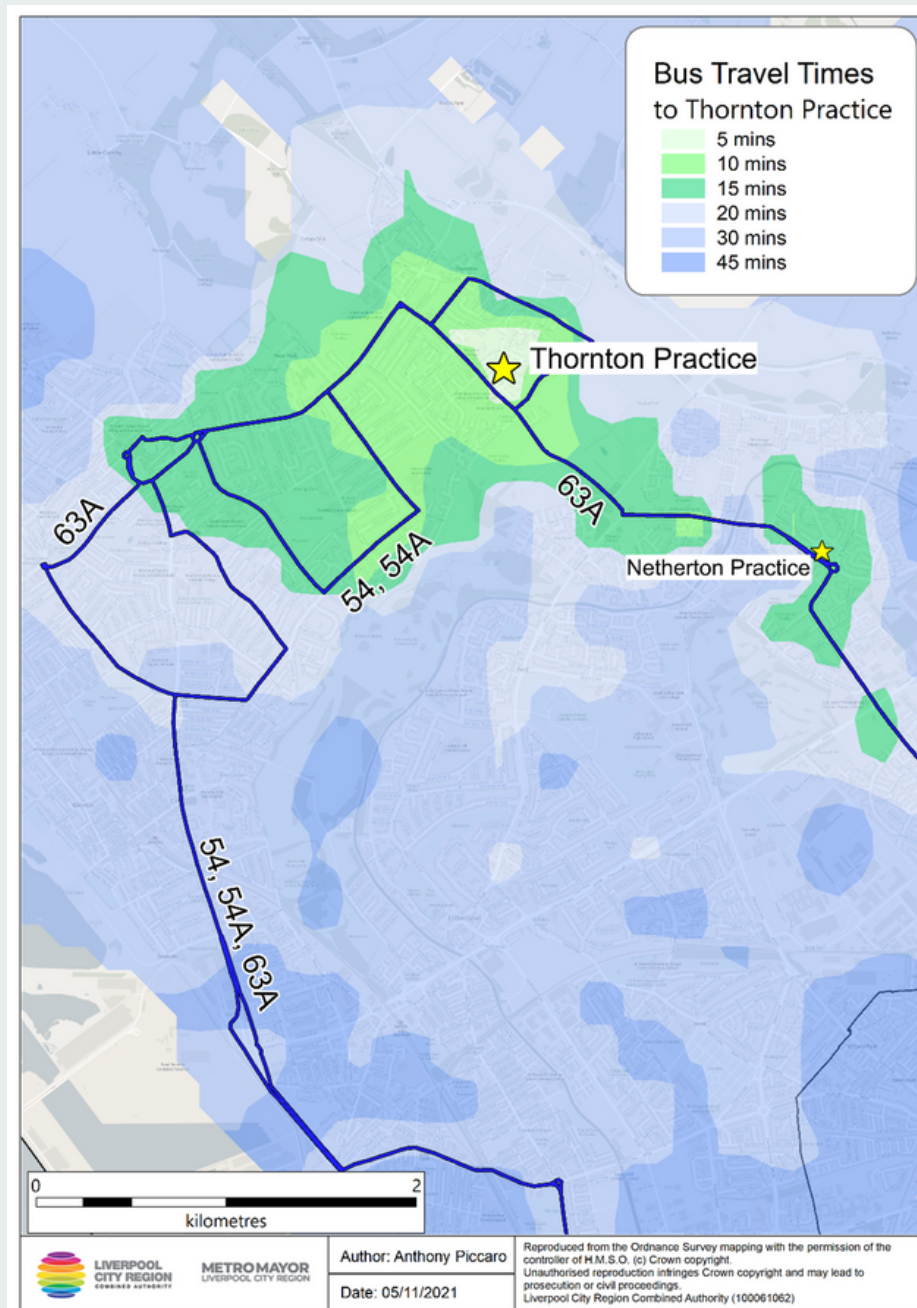 Bus Travel Times
to Thornton Practice
5 mins
10 mins
15 mins
20 mins
30 mins
45 mins
Thornton Practice
63A
63A
54, 54A
Netherton Practice
54, 54A, 63A
0 2
kilometres
LIVERPOOL
CITY REGION
COMBINED AUTHORITY
METROMAYOR
LIVERPOOL CITY REGION
Author: Anthony Piccaro
Date: 05/11/2021
Reproduced from the Ordnance Survey mapping with the permission of the
controller of H.M.S.O. (c) Crown copyright.
Unauthorised reproduction infringes Crown copyright and may lead to
prosecution or civil proceedings.
Liverpool City Region Combined Authority (100061062)